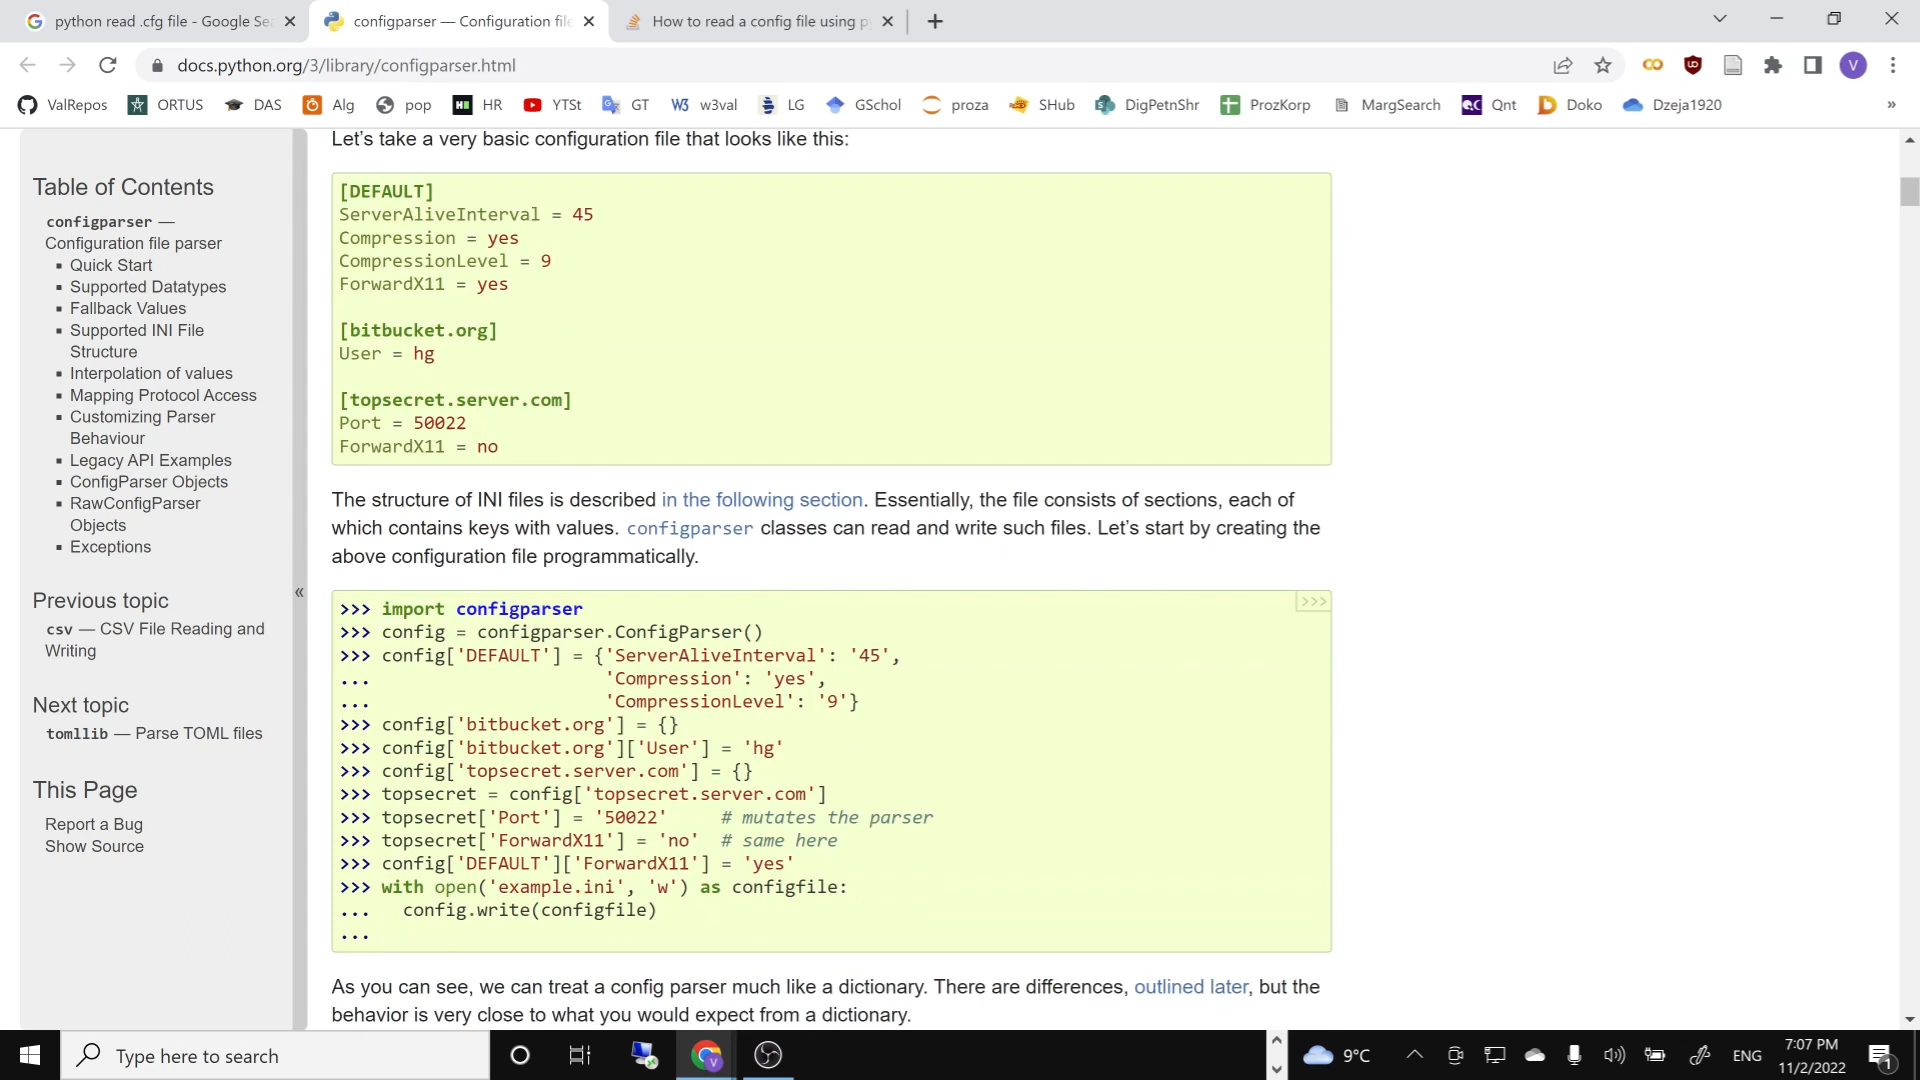 python read .cfg file - Google Sea
configparser — Configuration file
How to read a config file using py
docs.python.org/3/library/configparser.html
V
ValRepos
ORTUS
DAS
Alg
pop
HR
YTSt
GT
w3val
LG
GSchol
proza
SHub
DigPetnShr
ProzKorp
MargSearch
Qnt
Doko
Dzeja1920
»
Table of Contents
configparser —
Configuration file parser
Quick Start
Supported Datatypes
Fallback Values
Supported INI File
Structure
Interpolation of values
Mapping Protocol Access
Customizing Parser
Behaviour
Legacy API Examples
ConfigParser Objects
RawConfigParser
Objects
Exceptions
Previous topic
csv — CSV File Reading and
Writing
Next topic
tomllib — Parse TOML files
This Page
Report a Bug
Show Source
«
Let’s take a very basic configuration file that looks like this:
[DEFAULT]
ServerAliveInterval = 45
Compression = yes
CompressionLevel = 9
ForwardX11 = yes
[bitbucket.org]
User = hg
[topsecret.server.com]
Port = 50022
ForwardX11 = no
The structure of INI files is described in the following section. Essentially, the file consists of sections, each of
which contains keys with values. configparser classes can read and write such files. Let’s start by creating the
above configuration file programmatically.
>>>
>>> import configparser
>>> config = configparser.ConfigParser()
>>> config['DEFAULT'] = {'ServerAliveInterval': '45',
...                      'Compression': 'yes',
...                      'CompressionLevel': '9'}
>>> config['bitbucket.org'] = {}
>>> config['bitbucket.org']['User'] = 'hg'
>>> config['topsecret.server.com'] = {}
>>> topsecret = config['topsecret.server.com']
>>> topsecret['Port'] = '50022'     # mutates the parser
>>> topsecret['ForwardX11'] = 'no'  # same here
>>> config['DEFAULT']['ForwardX11'] = 'yes'
>>> with open('example.ini', 'w') as configfile:
...   config.write(configfile)
...
As you can see, we can treat a config parser much like a dictionary. There are differences, outlined later, but the
behavior is very close to what you would expect from a dictionary.
Type here to search
9°C
ENG
7:07 PM
11/2/2022
1